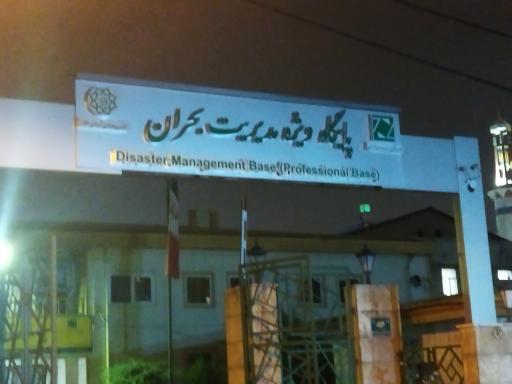 پایگاه ویژه مدیریت بحران
Disaster Management Base(Professional Base)